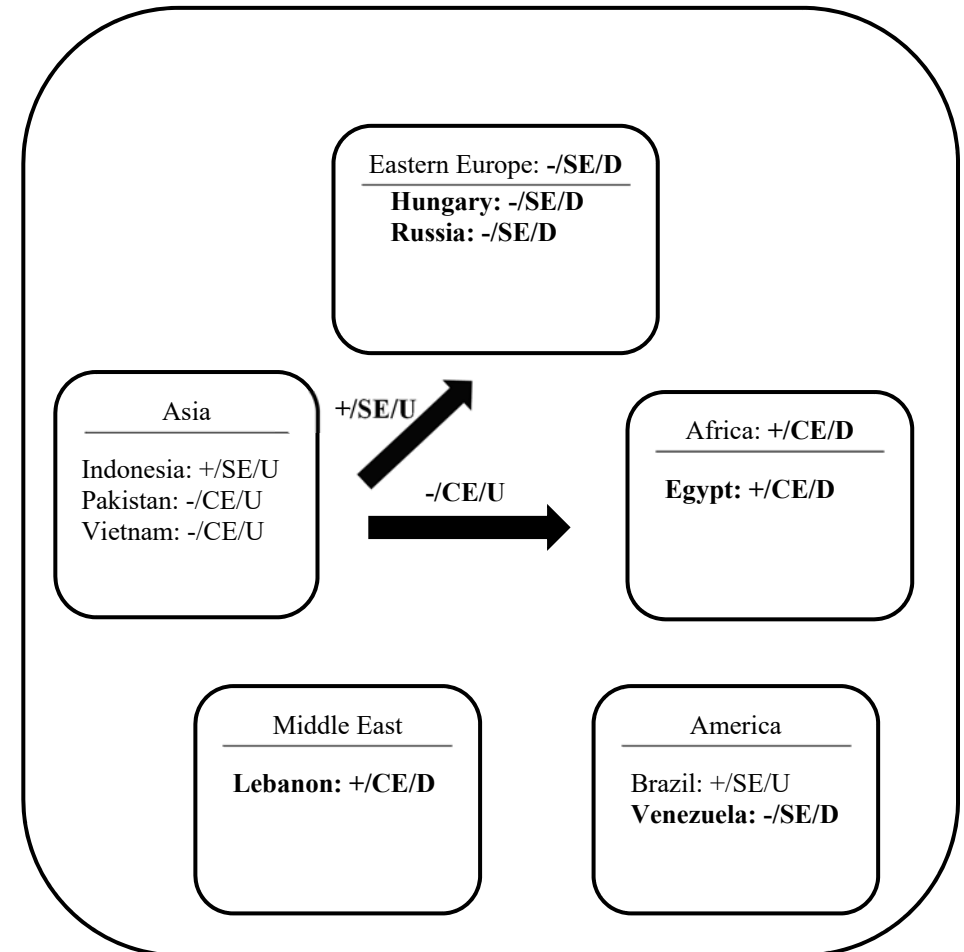 Eastern Europe: -/SE/D
Hungary: -/SE/D
Russia: -/SE/D
Asia
Indonesia: +/SE/U
Pakistan: -/CE/U
Vietnam: -/CE/U
+/SE/U
-/CE/U
Africa: +/CE/D
Egypt: +/CE/D
Middle East
Lebanon: +/CE/D
America
Brazil: +/SE/U
Venezuela: -/SE/D